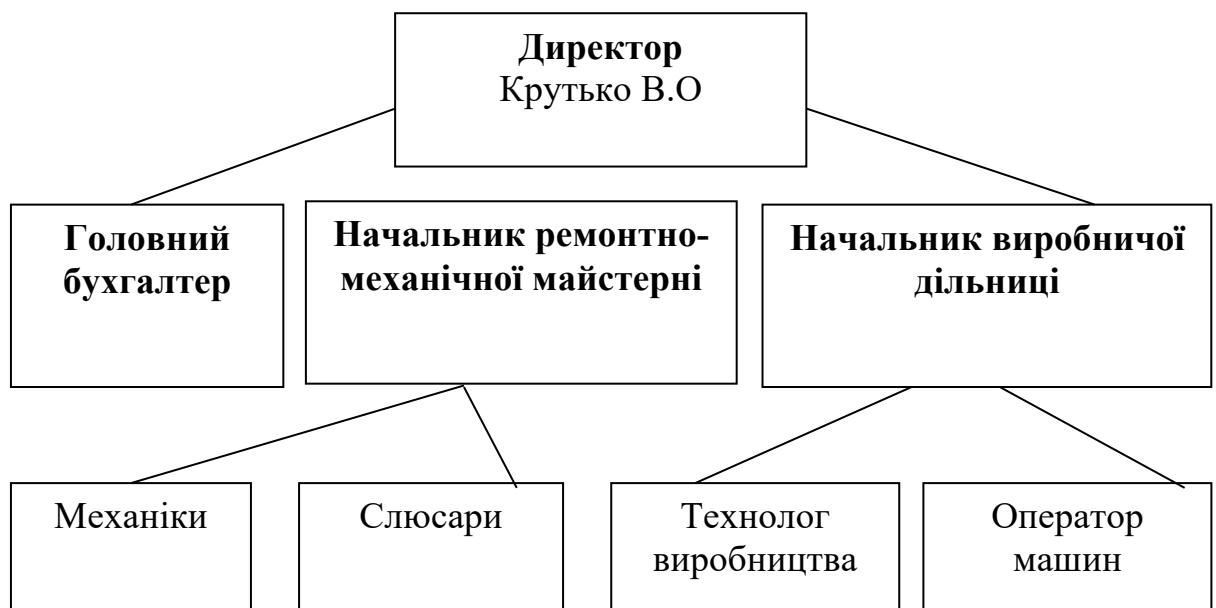 Директор
Крутько В.О
Головний
бухгалтер
Начальник ремонтно-
механічної майстерні
Начальник виробничої
дільниці
Механіки
Слюсари
Технолог
виробництва
Оператор
машин